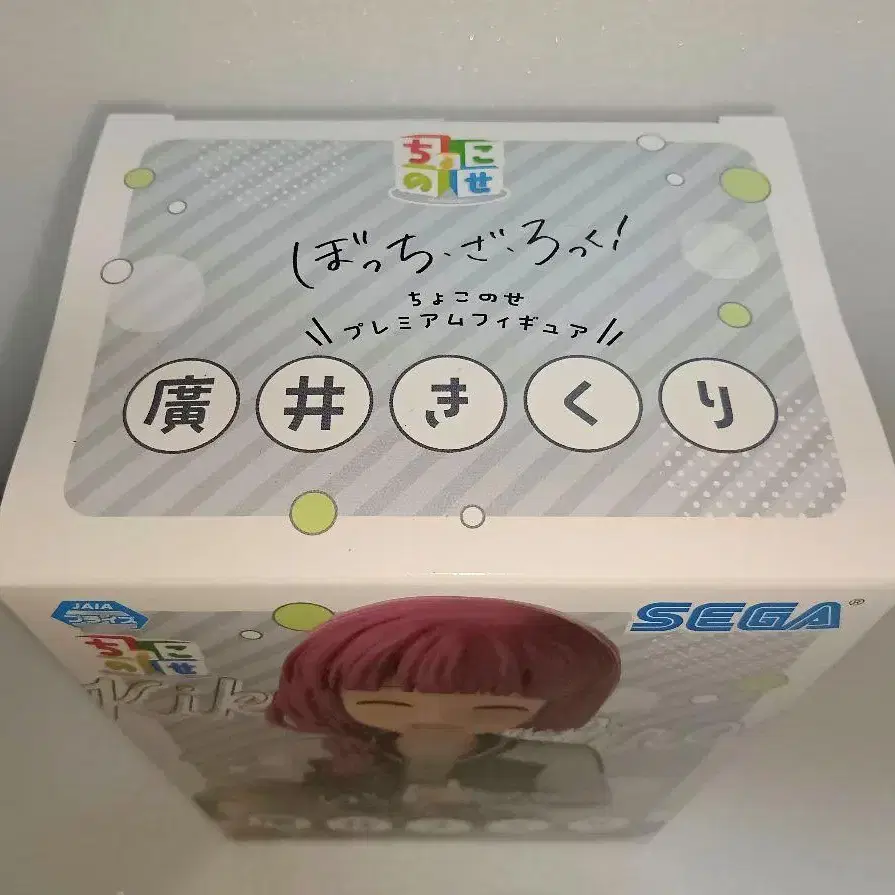 ちょこのせ
ぼっち・ざ・ろっく!
ちょこのせ
プレミアムフィギュア
廣井きくり
JAIA
プライズ
SEGA®
ちょこのせ
Kik